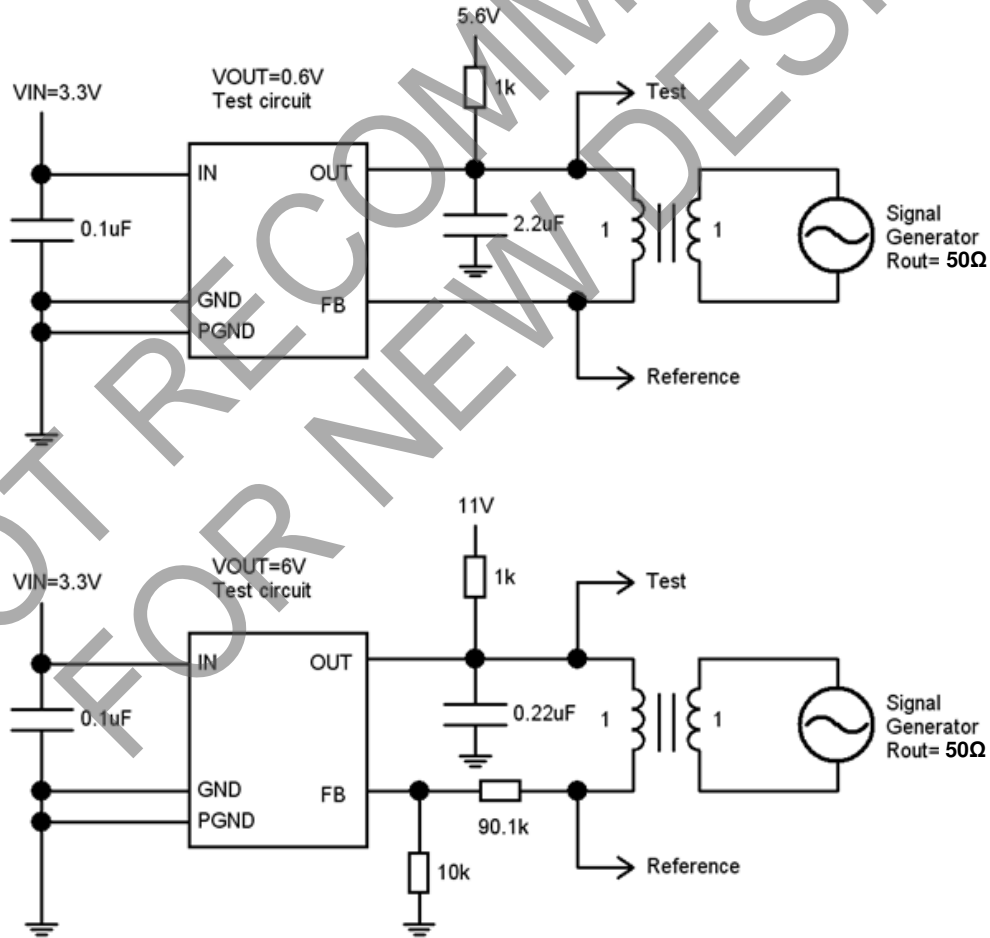 5.6V
VOUT=0.6V
Test circuit
VIN=3.3V
1k
Test
IN
OUT
0.1uF
2.2uF
1
1
Signal
Generator
Rout= 50Ω
GND
FB
PGND
Reference
11V
VOUT=6V
Test circuit
VIN=3.3V
1k
Test
IN
OUT
0.1uF
0.22uF
1
1
Signal
Generator
Rout= 50Ω
GND
FB
PGND
90.1k
10k
Reference